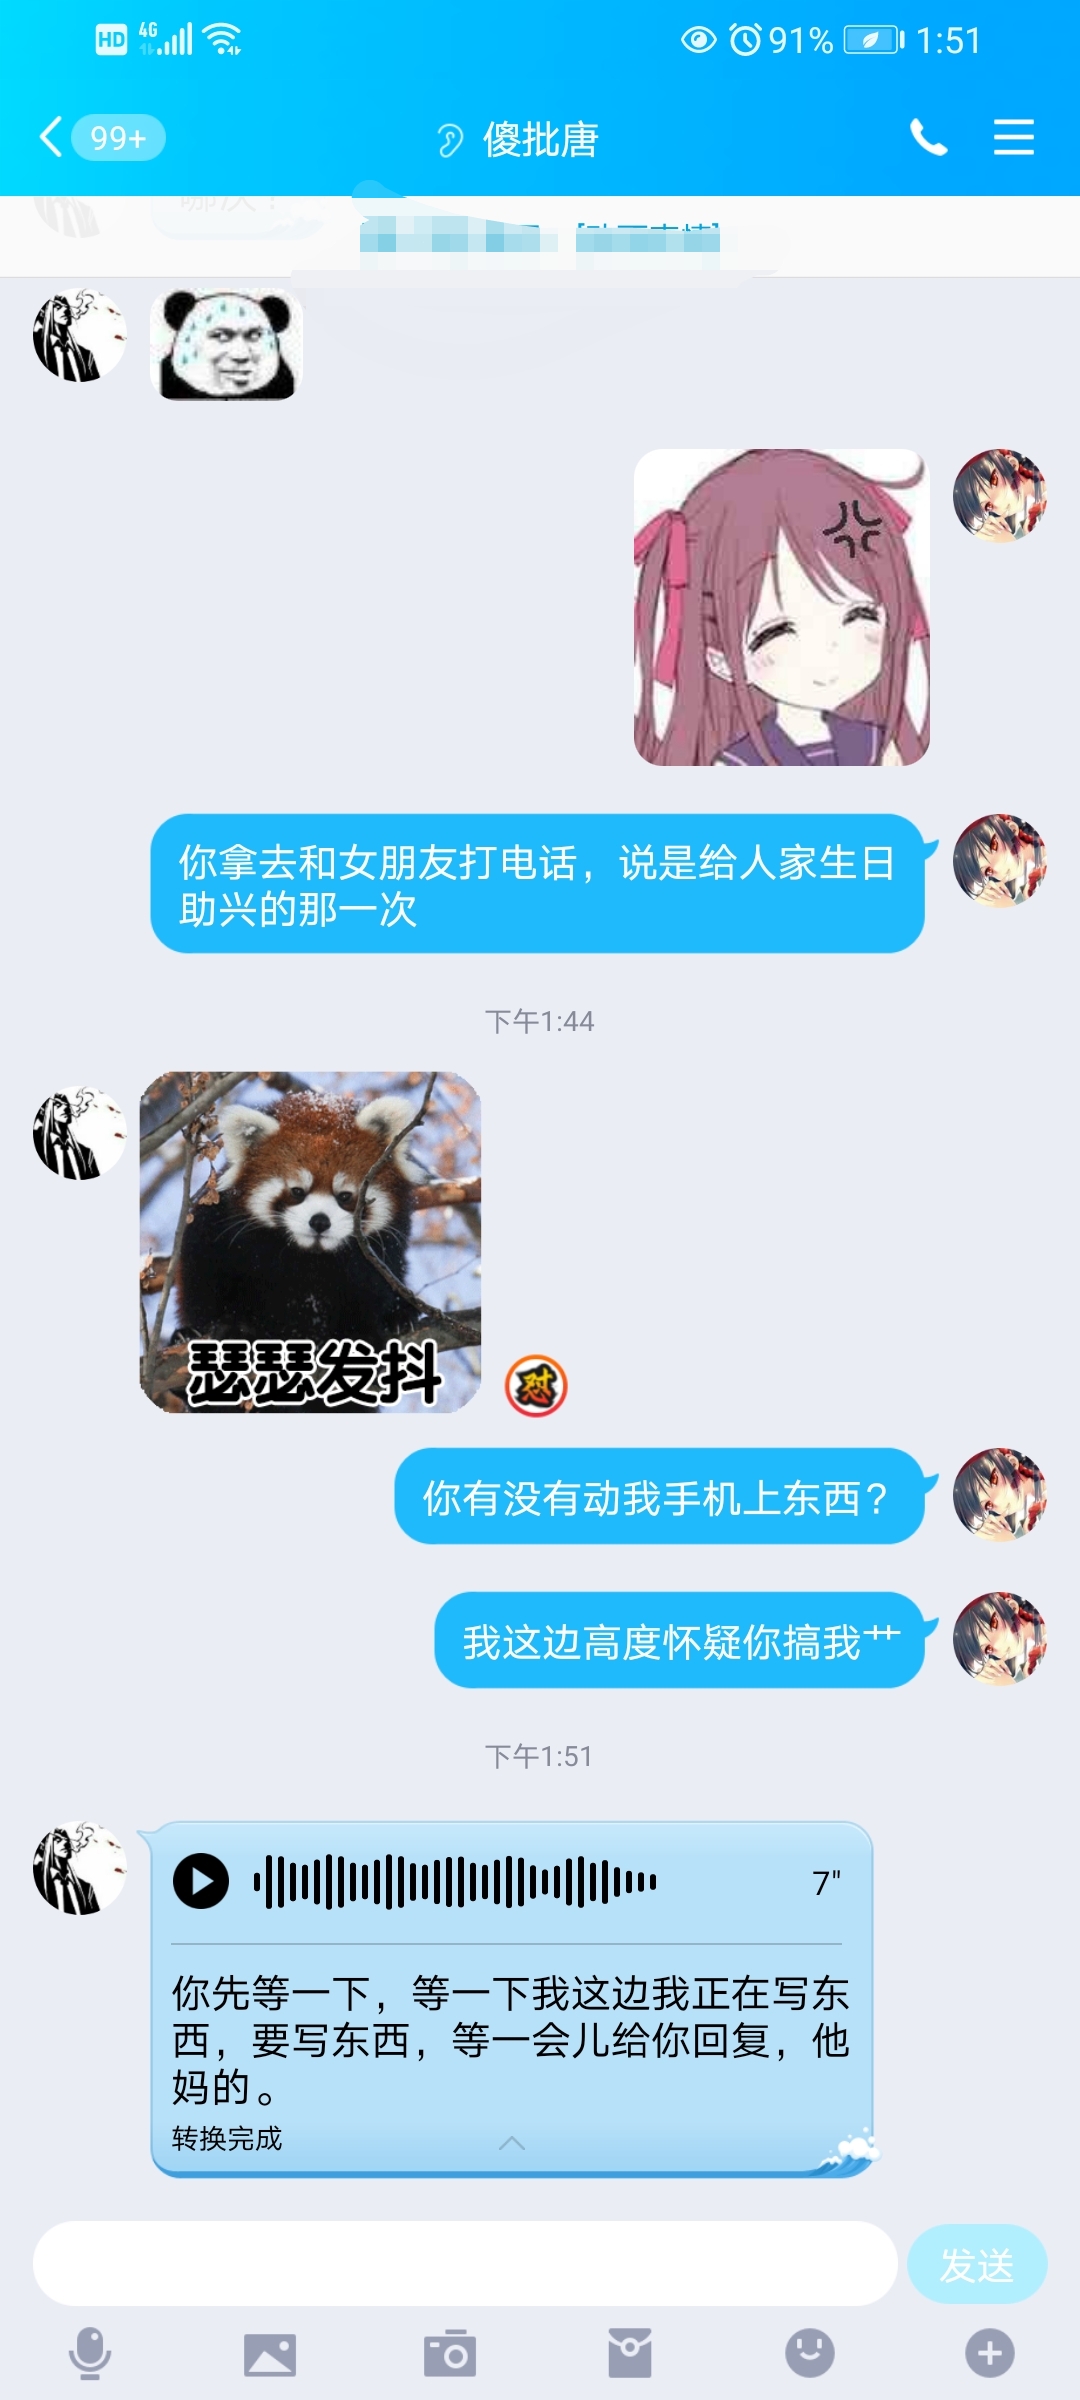 HD 4G 91% 1:51
99+ 傻批唐
你拿去和女朋友打电话，说是给人家生日
助兴的那一次
下午1:44
瑟瑟发抖
怼
你有没有动我手机上东西？
我这边高度怀疑你搞我艹
下午1:51
7"
你先等一下，等一下我这边我正在写东
西，要写东西，等一会儿给你回复，他
妈的。
转换完成
发送